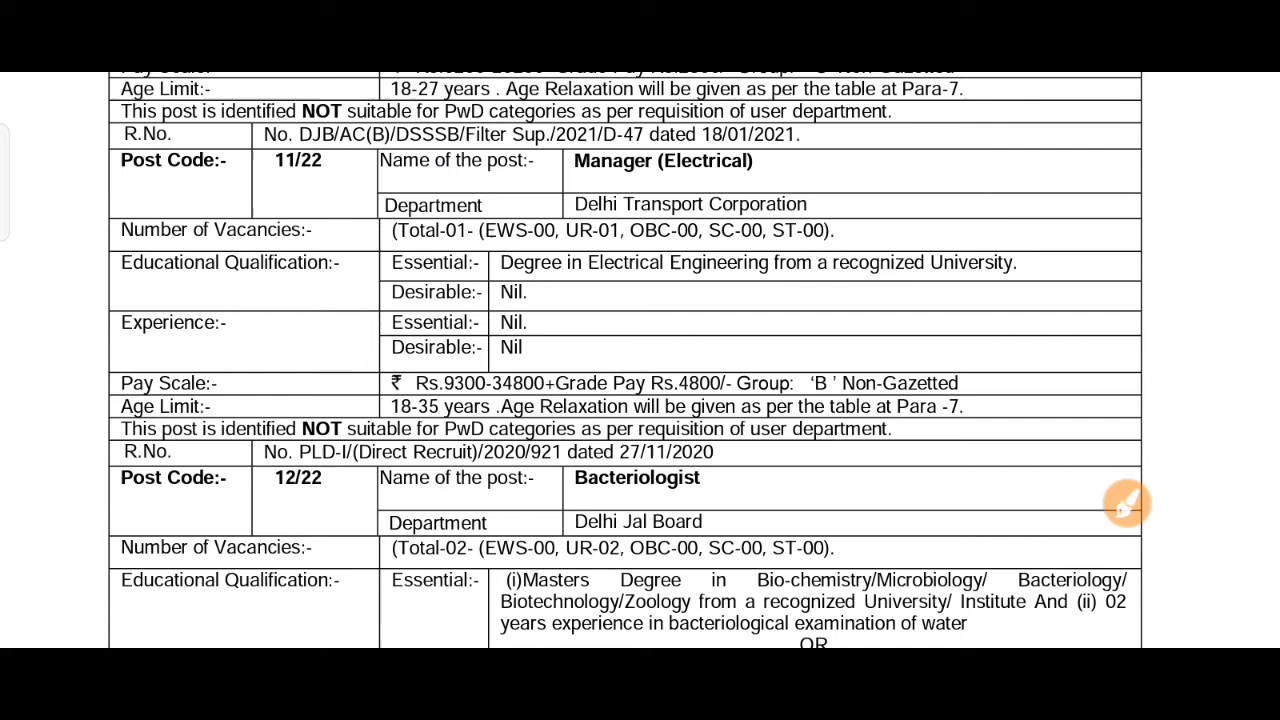 Age Limit:- 18-27 years . Age Relaxation will be given as per the table at Para-7.
This post is identified NOT suitable for PwD categories as per requisition of user department.
R.No. No. DJB/AC(B)/DSSSB/Filter Sup./2021/D-47 dated 18/01/2021.
Post Code:- 11/22 Name of the post:- Manager (Electrical)
Department Delhi Transport Corporation
Number of Vacancies:- (Total-01- (EWS-00, UR-01, OBC-00, SC-00, ST-00).
Educational Qualification:- Essential:- Degree in Electrical Engineering from a recognized University.
Desirable:- Nil.
Experience:- Essential:- Nil.
Desirable:- Nil
Pay Scale:- ₹ Rs.9300-34800+Grade Pay Rs.4800/- Group: ‘B ’ Non-Gazetted
Age Limit:- 18-35 years .Age Relaxation will be given as per the table at Para -7.
This post is identified NOT suitable for PwD categories as per requisition of user department.
R.No. No. PLD-I/(Direct Recruit)/2020/921 dated 27/11/2020
Post Code:- 12/22 Name of the post:- Bacteriologist
Department Delhi Jal Board
Number of Vacancies:- (Total-02- (EWS-00, UR-02, OBC-00, SC-00, ST-00).
Educational Qualification:- Essential:- (i)Masters Degree in Bio-chemistry/Microbiology/ Bacteriology/
Biotechnology/Zoology from a recognized University/ Institute And (ii) 02
years experience in bacteriological examination of water
OR